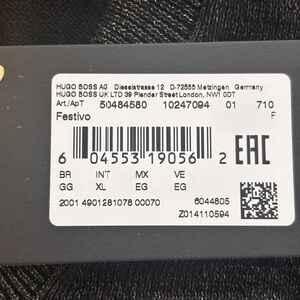 HUGO BOSS AG Dieselstrasse 12 D-72555 Metzingen Germany
HUGO BOSS UK LTD 39 Plender Street London, NW1 0DT
Art./ApT 50484580 10247094 01 710
Festivo F
6 04553 19056 2 EAC
BR INT MX VE
GG XL EG EG
2001 4901281078 00070 6044805
Z014110594